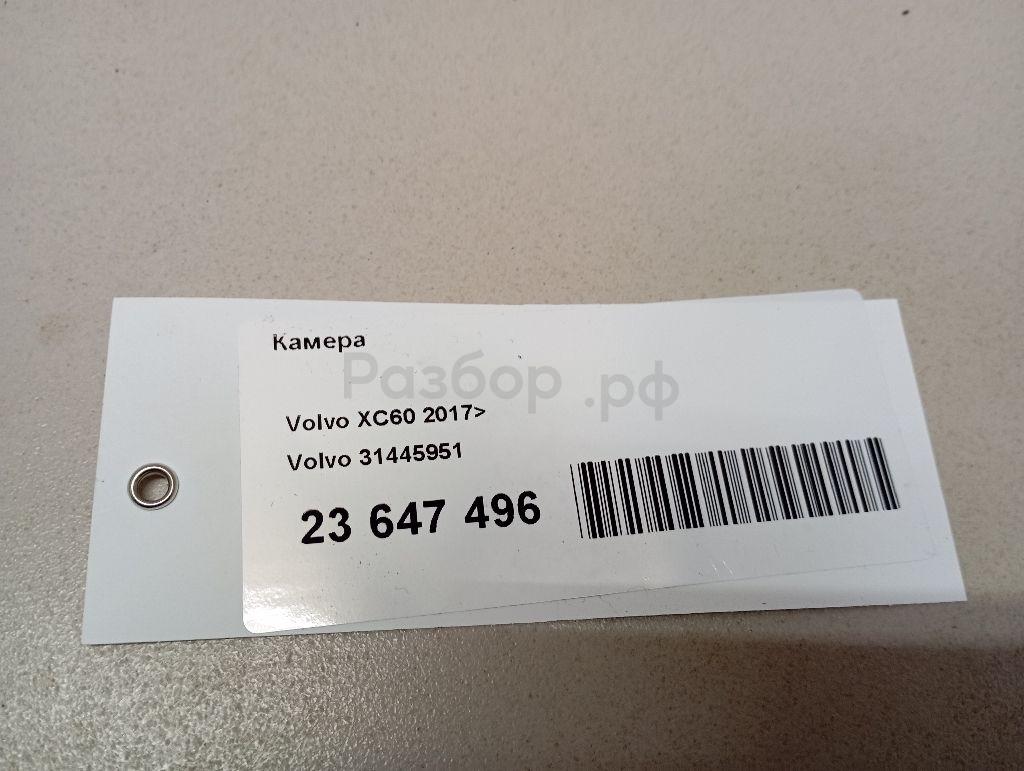 Камера
Разбор .рф
Volvo XC60 2017>
Volvo 31445951
23 647 496